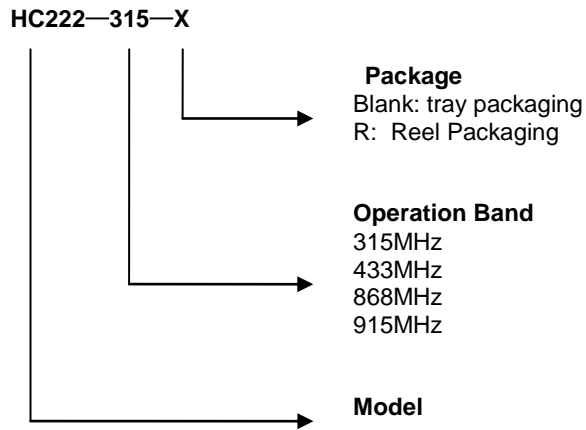 HC222—315—X
Package
Blank: tray packaging
R: Reel Packaging
Operation Band
315MHz
433MHz
868MHz
915MHz
Model